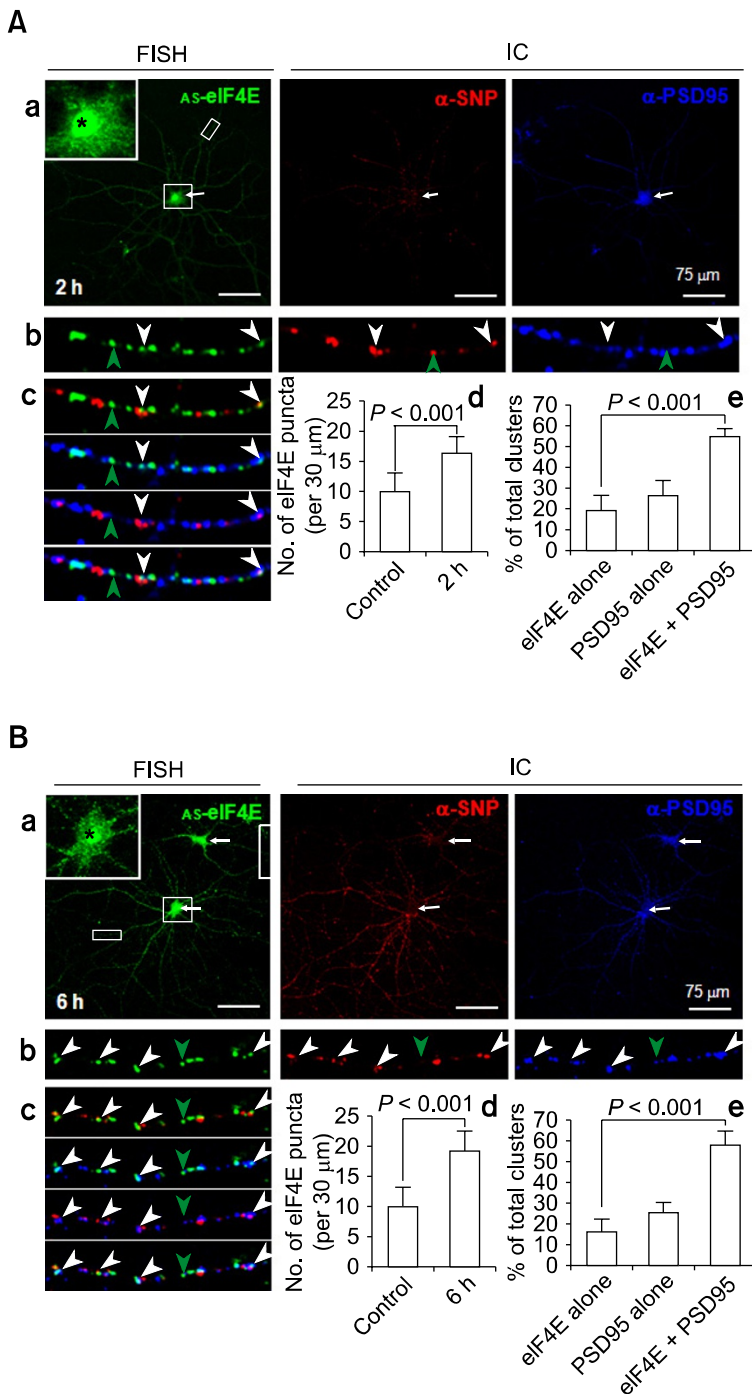 A
FISH
IC
a
AS-eIF4E
α-SNP
α-PSD95
*
2 h
75 μm
b
c
d
No. of eIF4E puncta
(per 30 μm)
25
20
15
10
5
0
P < 0.001
Control
2 h
e
% of total clusters
70
60
50
40
30
20
10
0
P < 0.001
eIF4E alone
PSD95 alone
eIF4E + PSD95
B
FISH
IC
a
AS-eIF4E
α-SNP
α-PSD95
*
6 h
75 μm
b
c
d
No. of eIF4E puncta
(per 30 μm)
25
20
15
10
5
0
P < 0.001
Control
6 h
e
% of total clusters
70
60
50
40
30
20
10
0
P < 0.001
eIF4E alone
PSD95 alone
eIF4E + PSD95